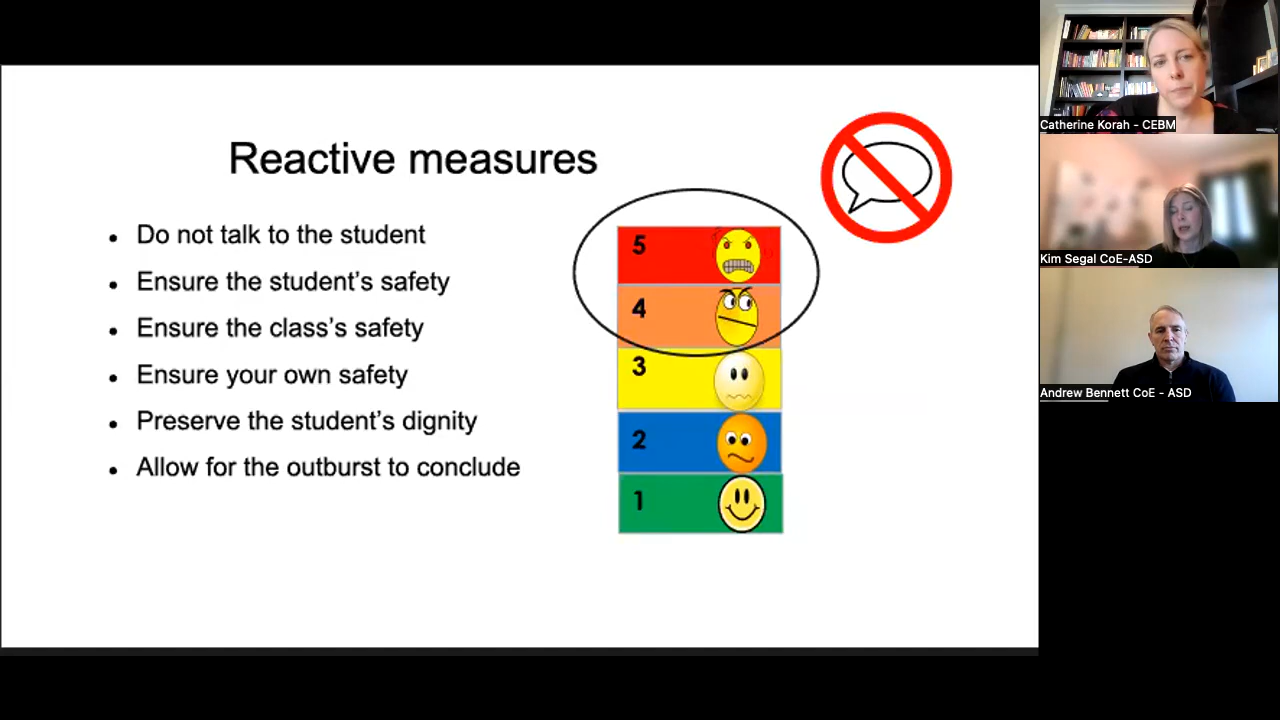 Reactive measures
• Do not talk to the student
• Ensure the student's safety
• Ensure the class's safety
• Ensure your own safety
• Preserve the student's dignity
• Allow for the outburst to conclude
5
4
3
2
1
Catherine Korah - CEBM
Kim Segal CoE-ASD
Andrew Bennett CoE - ASD